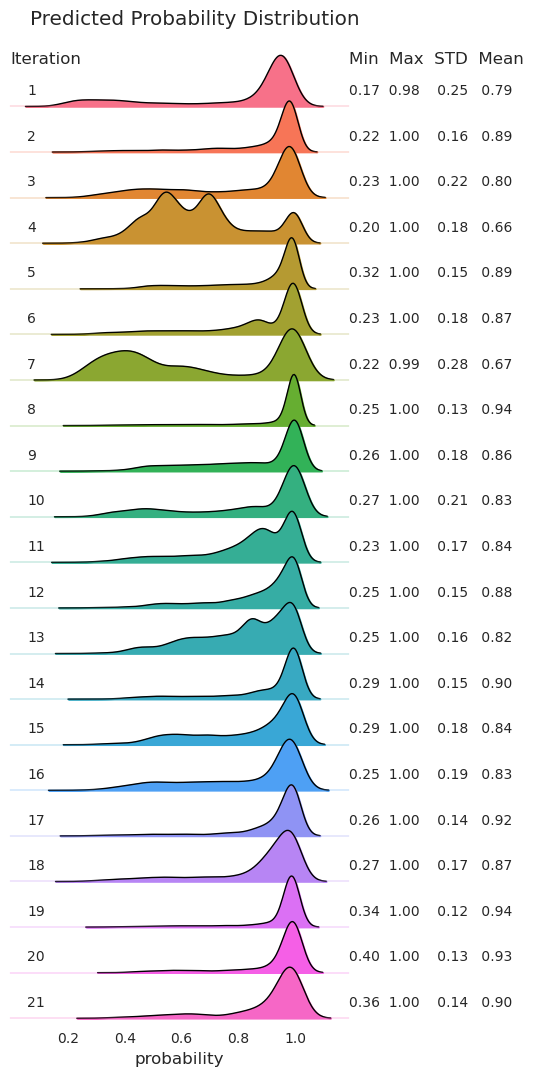 Predicted Probability Distribution
Iteration Min Max STD Mean
1 0.17 0.98 0.25 0.79
2 0.22 1.00 0.16 0.89
3 0.23 1.00 0.22 0.80
4 0.20 1.00 0.18 0.66
5 0.32 1.00 0.15 0.89
6 0.23 1.00 0.18 0.87
7 0.22 0.99 0.28 0.67
8 0.25 1.00 0.13 0.94
9 0.26 1.00 0.18 0.86
10 0.27 1.00 0.21 0.83
11 0.23 1.00 0.17 0.84
12 0.25 1.00 0.15 0.88
13 0.25 1.00 0.16 0.82
14 0.29 1.00 0.15 0.90
15 0.29 1.00 0.18 0.84
16 0.25 1.00 0.19 0.83
17 0.26 1.00 0.14 0.92
18 0.27 1.00 0.17 0.87
19 0.34 1.00 0.12 0.94
20 0.40 1.00 0.13 0.93
21 0.36 1.00 0.14 0.90
0.2 0.4 0.6 0.8 1.0
probability